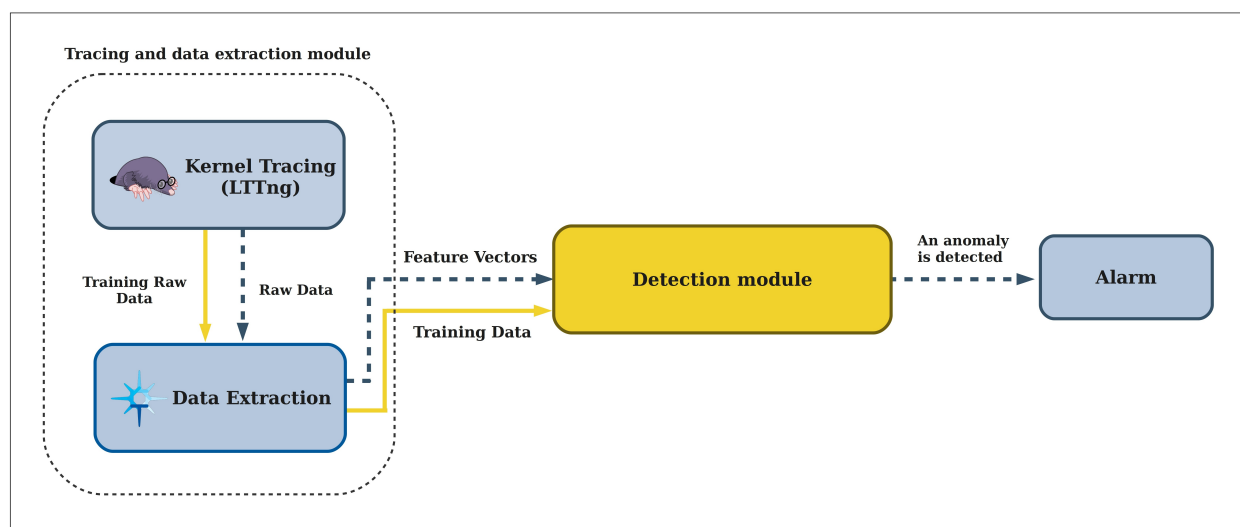 Tracing and data extraction module
Kernel Tracing
(LTTng)
Training Raw
Data
Raw Data
Data Extraction
Feature Vectors
Training Data
Detection module
An anomaly
is detected
Alarm